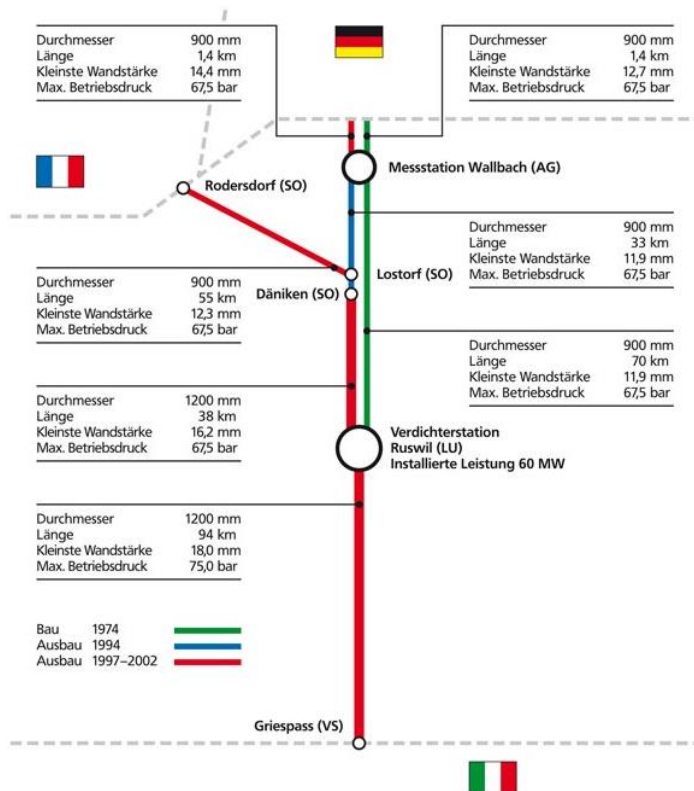 Durchmesser 900 mm
Länge 1,4 km
Kleinste Wandstärke 14,4 mm
Max. Betriebsdruck 67,5 bar
Durchmesser 900 mm
Länge 1,4 km
Kleinste Wandstärke 12,7 mm
Max. Betriebsdruck 67,5 bar
Messstation Wallbach (AG)
Rodersdorf (SO)
Durchmesser 900 mm
Länge 33 km
Kleinste Wandstärke 11,9 mm
Max. Betriebsdruck 67,5 bar
Lostorf (SO)
Däniken (SO)
Durchmesser 900 mm
Länge 55 km
Kleinste Wandstärke 12,3 mm
Max. Betriebsdruck 67,5 bar
Durchmesser 900 mm
Länge 70 km
Kleinste Wandstärke 11,9 mm
Max. Betriebsdruck 67,5 bar
Durchmesser 1200 mm
Länge 38 km
Kleinste Wandstärke 16,2 mm
Max. Betriebsdruck 67,5 bar
Verdichterstation
Ruswil (LU)
Installierte Leistung 60 MW
Durchmesser 1200 mm
Länge 94 km
Kleinste Wandstärke 18,0 mm
Max. Betriebsdruck 75,0 bar
Bau 1974
Ausbau 1994
Ausbau 1997–2002
Griespass (VS)